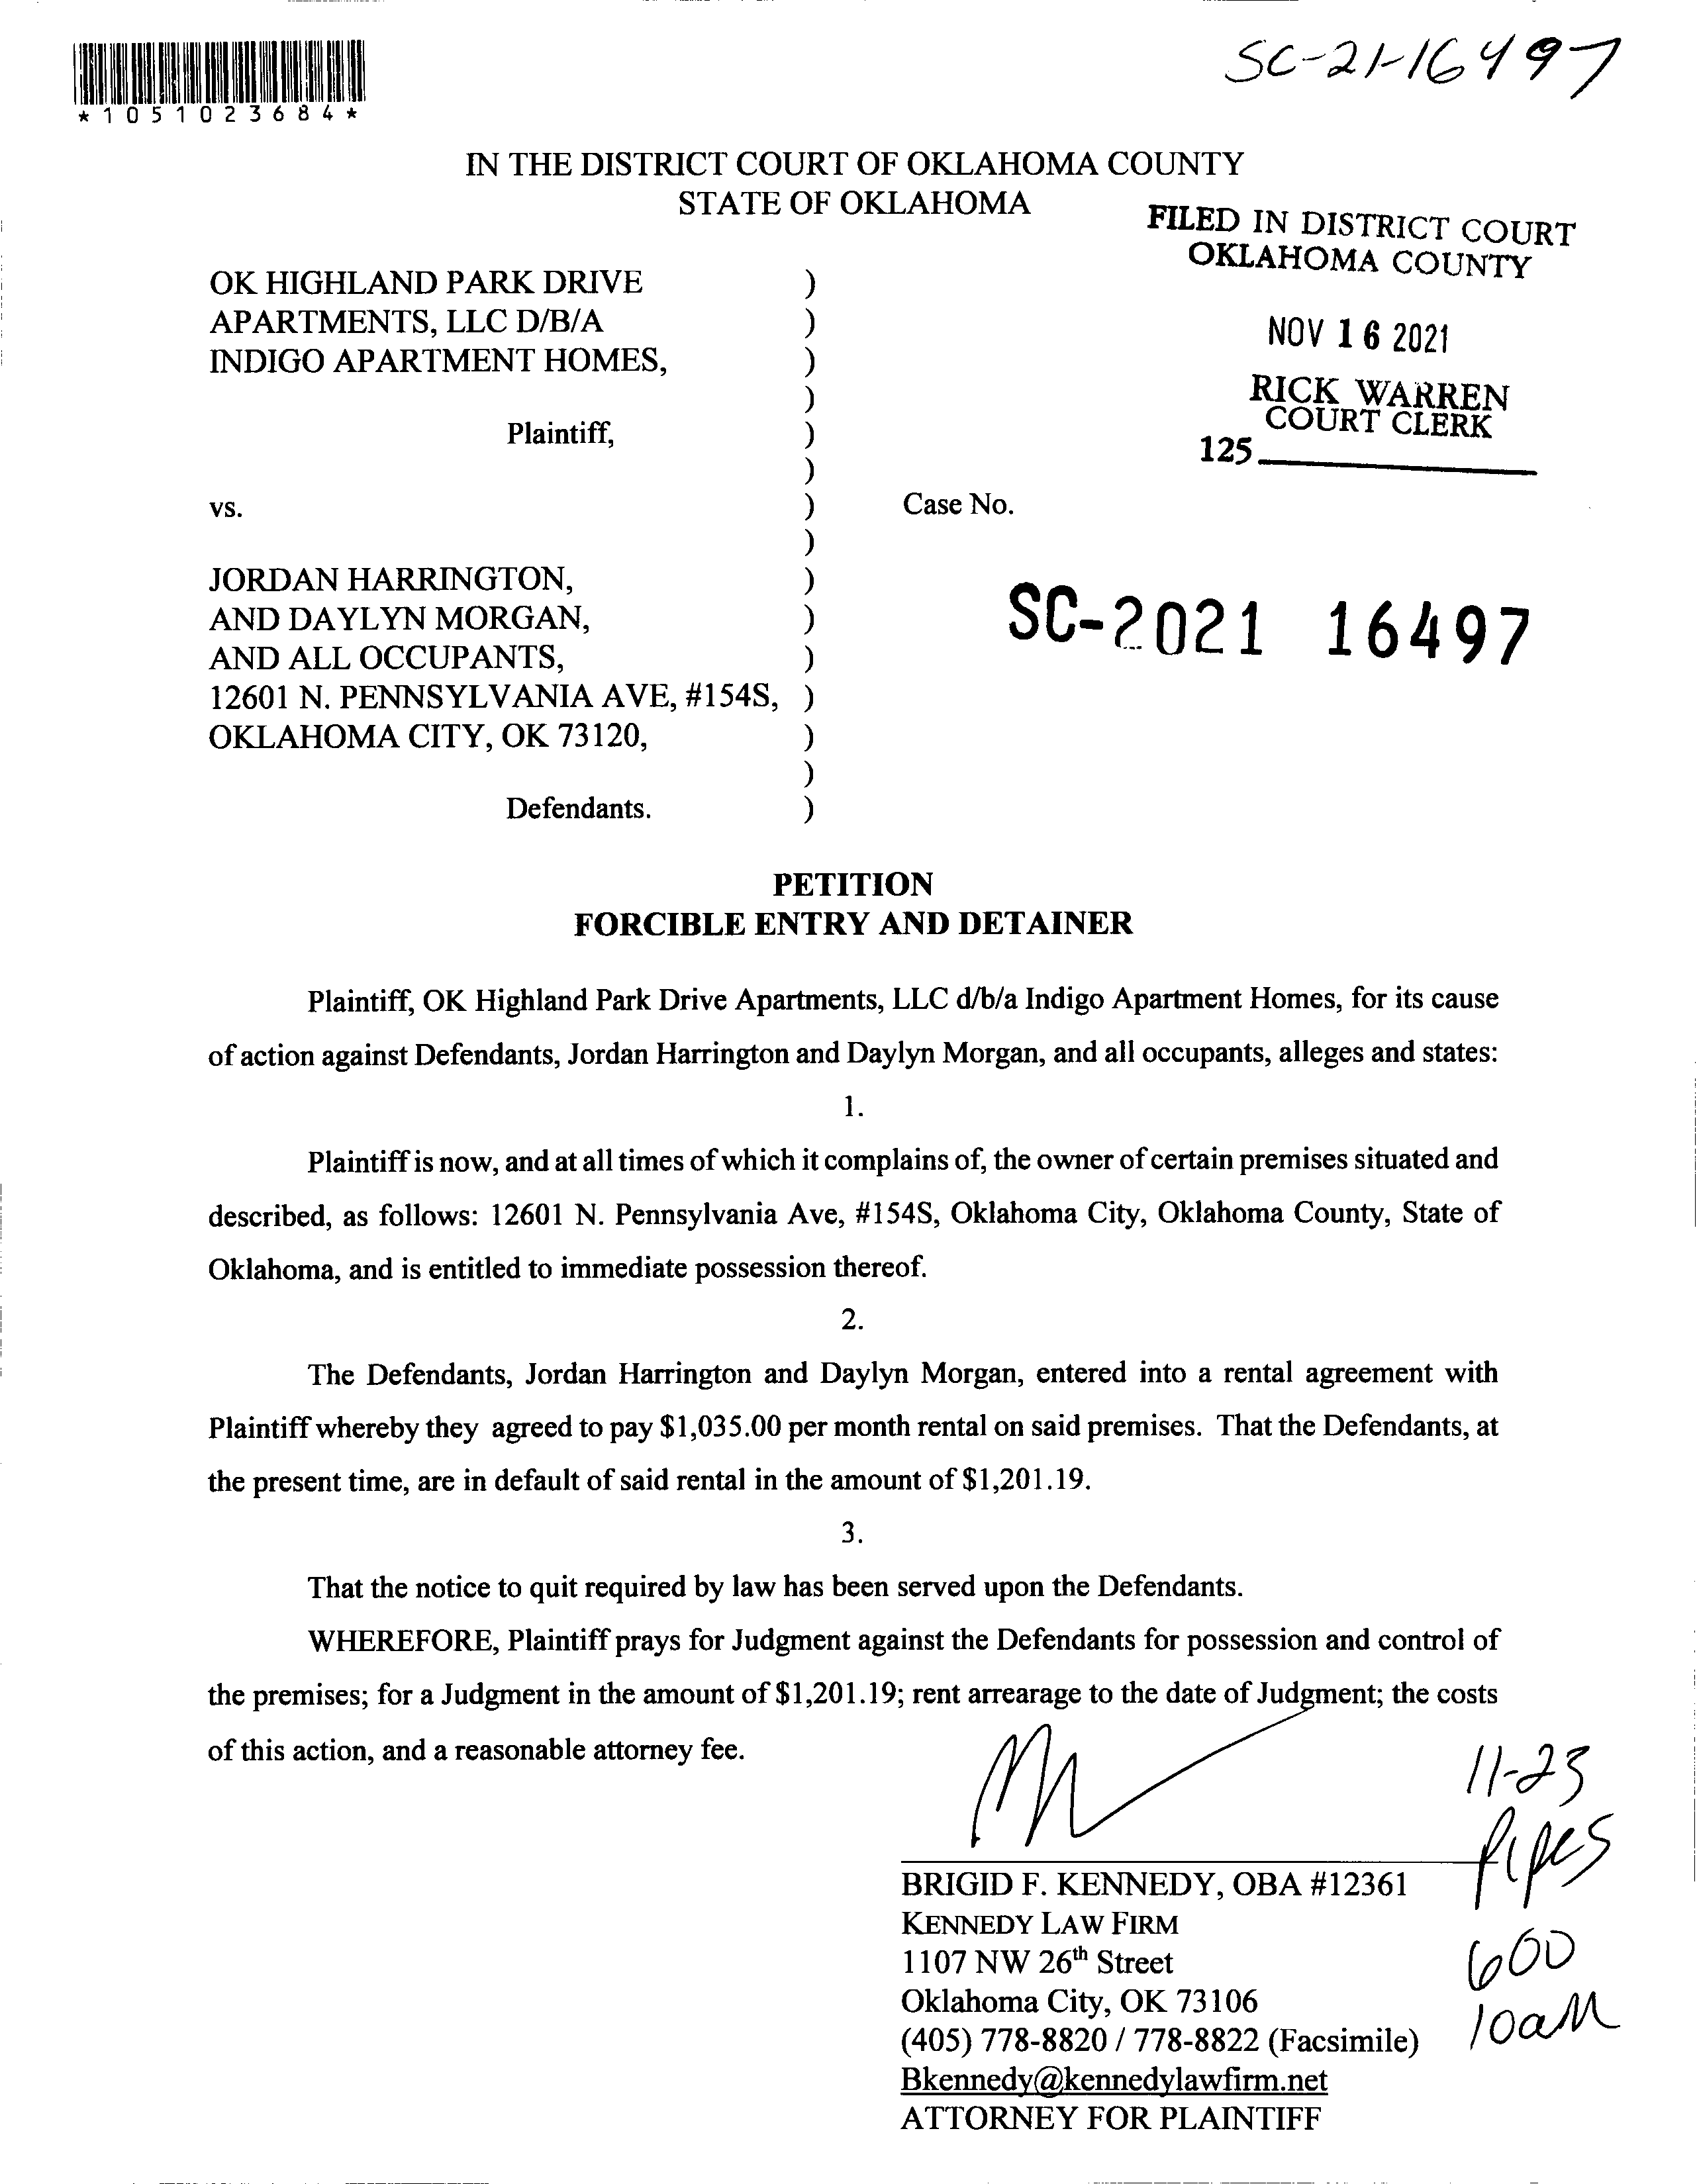 SC-21-16497
*1051023684*
IN THE DISTRICT COURT OF OKLAHOMA COUNTY
STATE OF OKLAHOMA
FILED IN DISTRICT COURT
OKLAHOMA COUNTY
NOV 16 2021
RICK WARREN
COURT CLERK
125
OK HIGHLAND PARK DRIVE )
APARTMENTS, LLC D/B/A )
INDIGO APARTMENT HOMES, )
)
Plaintiff, )
)
vs. ) Case No.
)
JORDAN HARRINGTON, )
AND DAYLYN MORGAN, )
AND ALL OCCUPANTS, )
12601 N. PENNSYLVANIA AVE, #154S, )
OKLAHOMA CITY, OK 73120, )
)
Defendants. )
SC-2021 16497
PETITION
FORCIBLE ENTRY AND DETAINER
Plaintiff, OK Highland Park Drive Apartments, LLC d/b/a Indigo Apartment Homes, for its cause
of action against Defendants, Jordan Harrington and Daylyn Morgan, and all occupants, alleges and states:
1.
Plaintiff is now, and at all times of which it complains of, the owner of certain premises situated and
described, as follows: 12601 N. Pennsylvania Ave, #154S, Oklahoma City, Oklahoma County, State of
Oklahoma, and is entitled to immediate possession thereof.
2.
The Defendants, Jordan Harrington and Daylyn Morgan, entered into a rental agreement with
Plaintiff whereby they agreed to pay $1,035.00 per month rental on said premises. That the Defendants, at
the present time, are in default of said rental in the amount of $1,201.19.
3.
That the notice to quit required by law has been served upon the Defendants.
WHEREFORE, Plaintiff prays for Judgment against the Defendants for possession and control of
the premises; for a Judgment in the amount of $1,201.19; rent arrearage to the date of Judgment; the costs
of this action, and a reasonable attorney fee.
BRIGID F. KENNEDY, OBA #12361
KENNEDY LAW FIRM
1107 NW 26th Street
Oklahoma City, OK 73106
(405) 778-8820 / 778-8822 (Facsimile)
Bkennedy@kennedylawfirm.net
ATTORNEY FOR PLAINTIFF
11-23
Pipes
600
10am